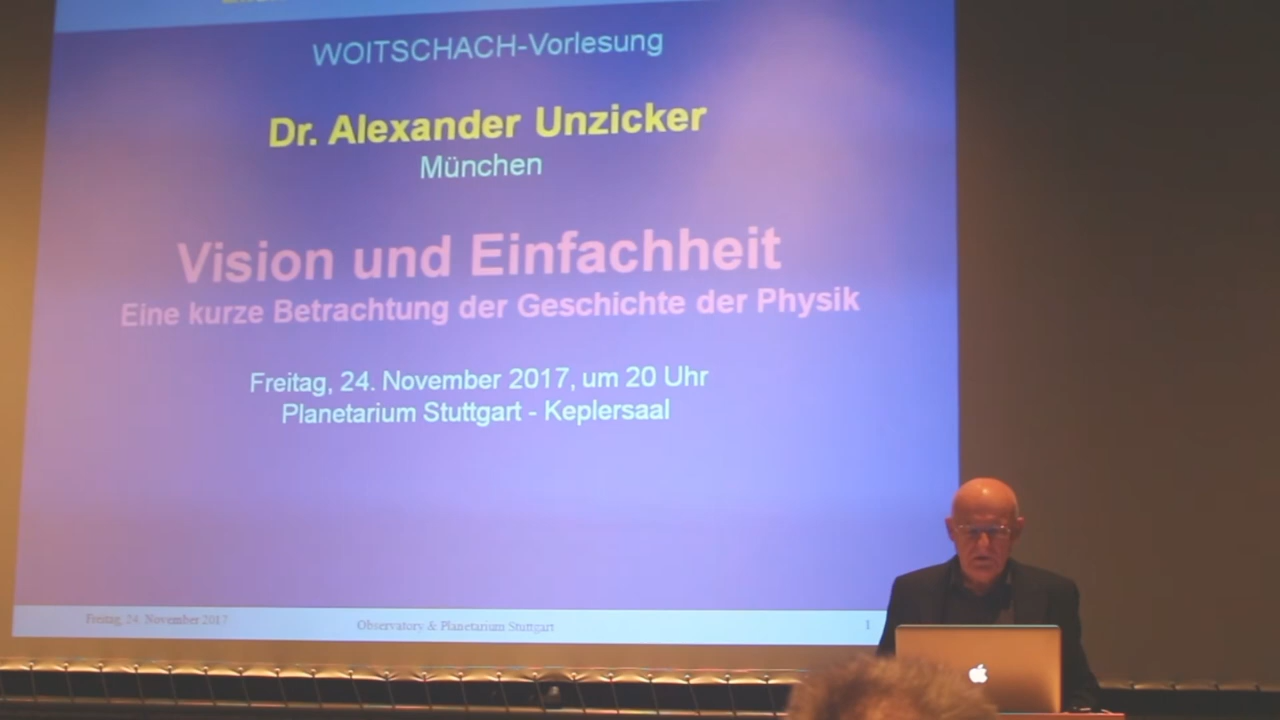 WOITSCHACH-Vorlesung
Dr. Alexander Unzicker
München
Vision und Einfachheit
Eine kurze Betrachtung der Geschichte der Physik
Freitag, 24. November 2017, um 20 Uhr
Planetarium Stuttgart - Keplersaal
Freitag, 24. November 2017
Observatory & Planetarium Stuttgart
1